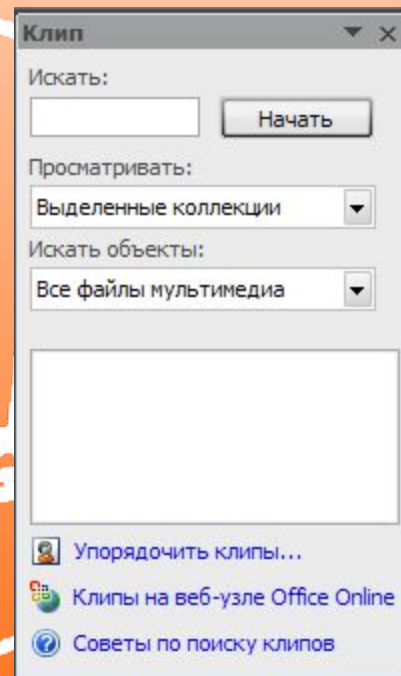 Клип
Искать:
Начать
Просматривать:
Выделенные коллекции
Искать объекты:
Все файлы мультимедиа
Упорядочить клипы...
Клипы на веб-узле Office Online
Советы по поиску клипов